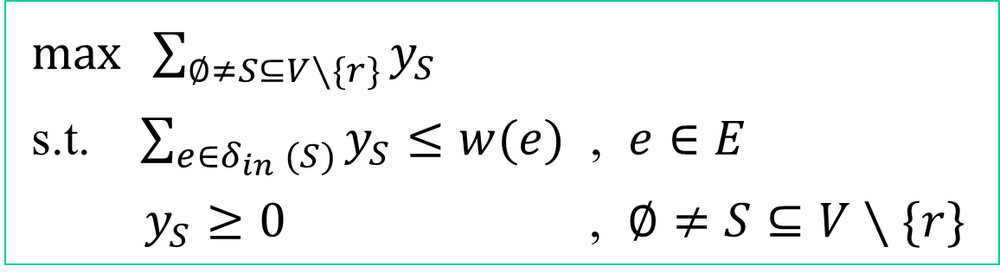 max ∑_{∅≠S⊆V∖{r}} y_S
s.t. ∑_{e∈δ_{in} (S)} y_S ≤ w(e) , e ∈ E
y_S ≥ 0 , ∅ ≠ S ⊆ V ∖ {r}